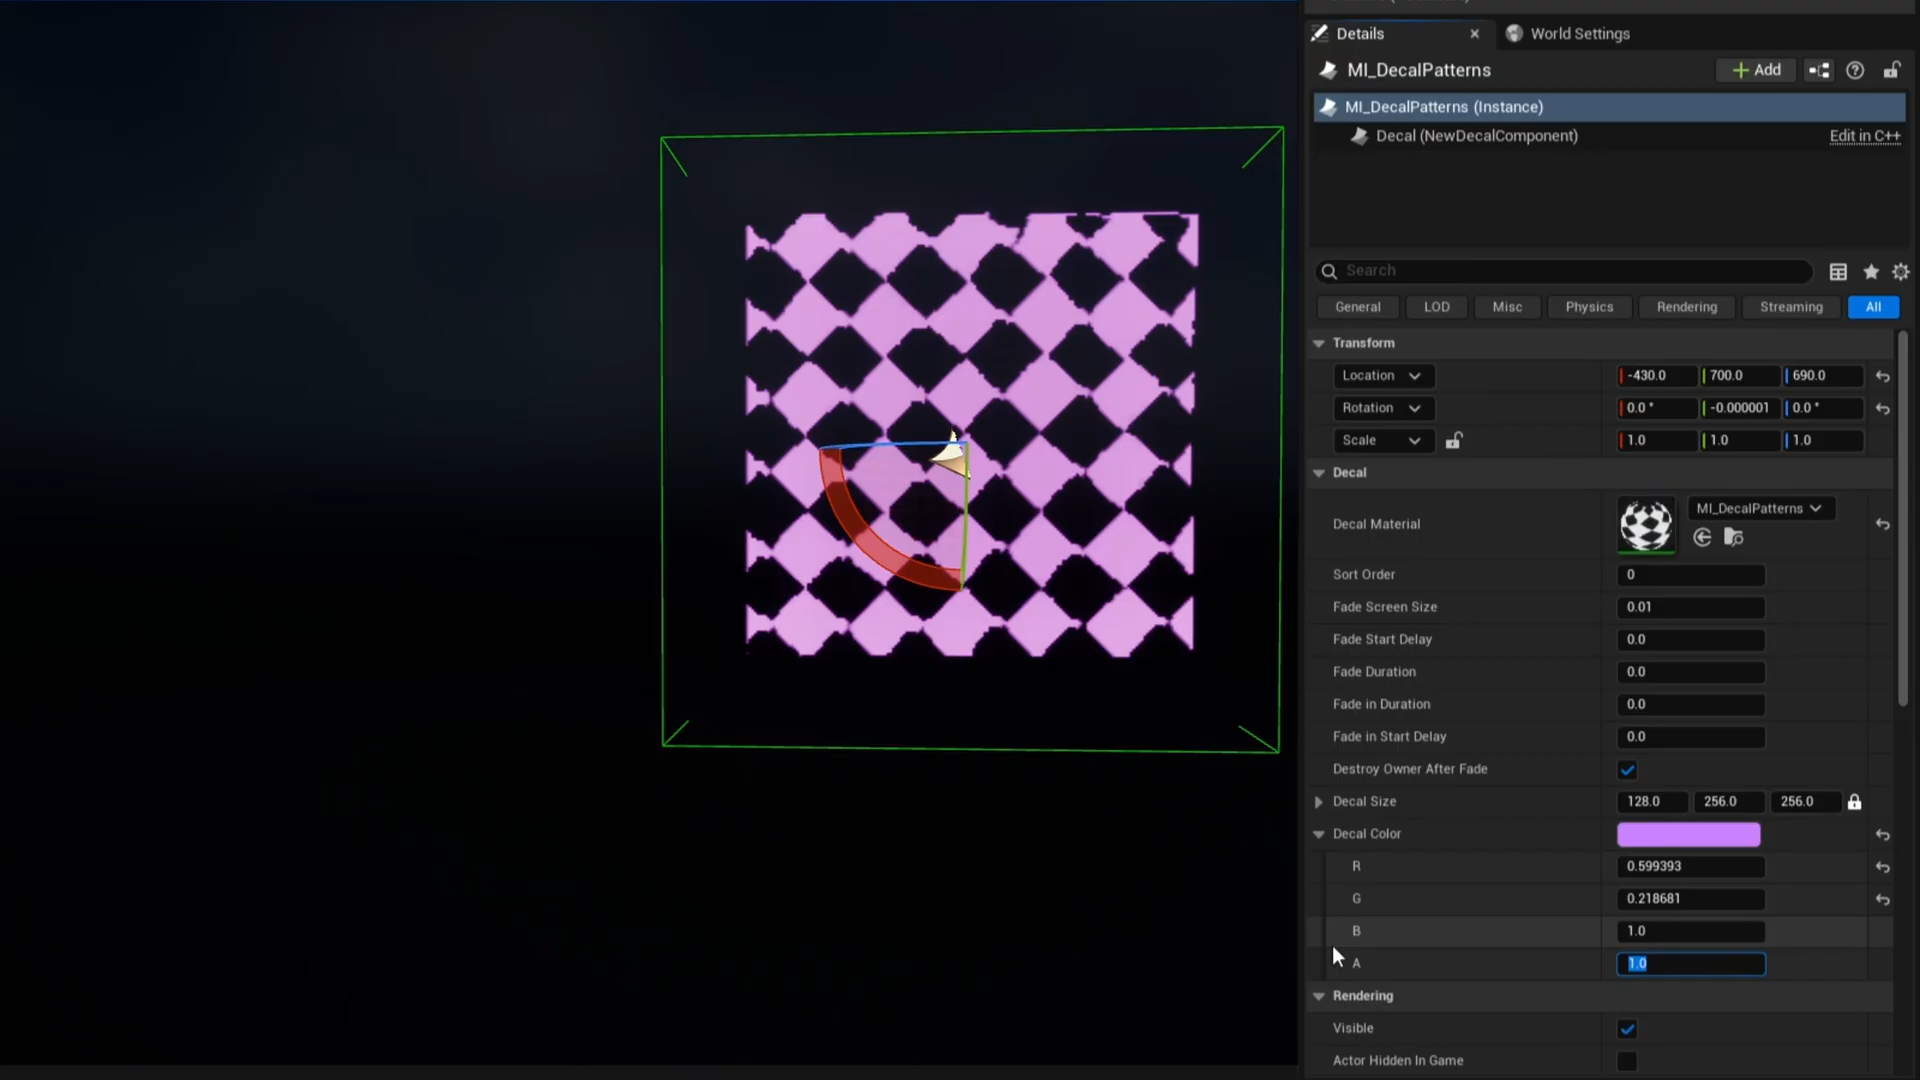 Details
World Settings
MI_DecalPatterns
Add
MI_DecalPatterns (Instance)
Decal (NewDecalComponent)
Edit in C++
Search
General
LOD
Misc
Physics
Rendering
Streaming
All
Transform
Location
-430.0
700.0
690.0
Rotation
0.0 °
-0.000001
0.0 °
Scale
1.0
1.0
1.0
Decal
Decal Material
MI_DecalPatterns
Sort Order
0
Fade Screen Size
0.01
Fade Start Delay
0.0
Fade Duration
0.0
Fade in Duration
0.0
Fade in Start Delay
0.0
Destroy Owner After Fade
Decal Size
128.0
256.0
256.0
Decal Color
R
0.599393
G
0.218681
B
1.0
A
1.0
Rendering
Visible
Actor Hidden In Game